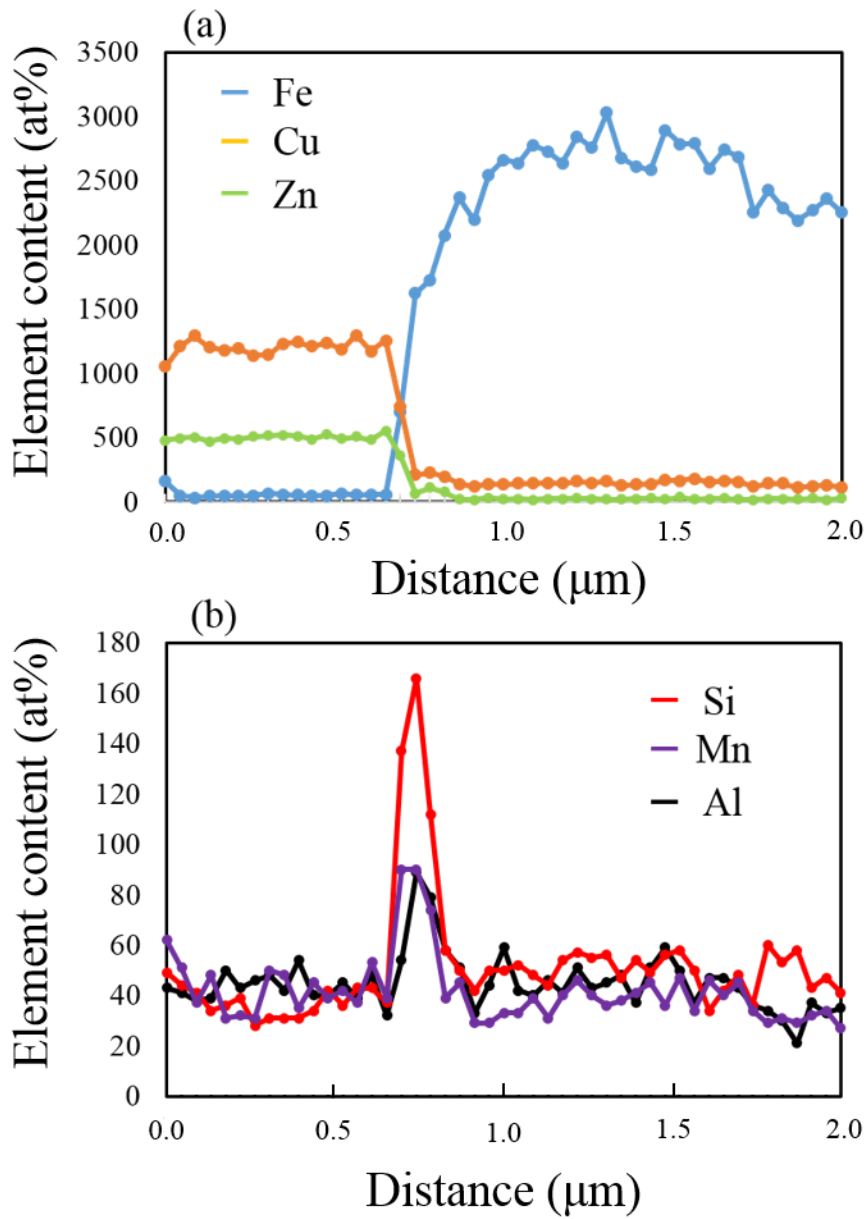 (a)
Element content (at%)
3500
3000
2500
2000
1500
1000
500
0
Fe
Cu
Zn
0.0 0.5 1.0 1.5 2.0
Distance (μm)
(b)
Element content (at%)
180
160
140
120
100
80
60
40
20
0
Si
Mn
Al
0.0 0.5 1.0 1.5 2.0
Distance (μm)